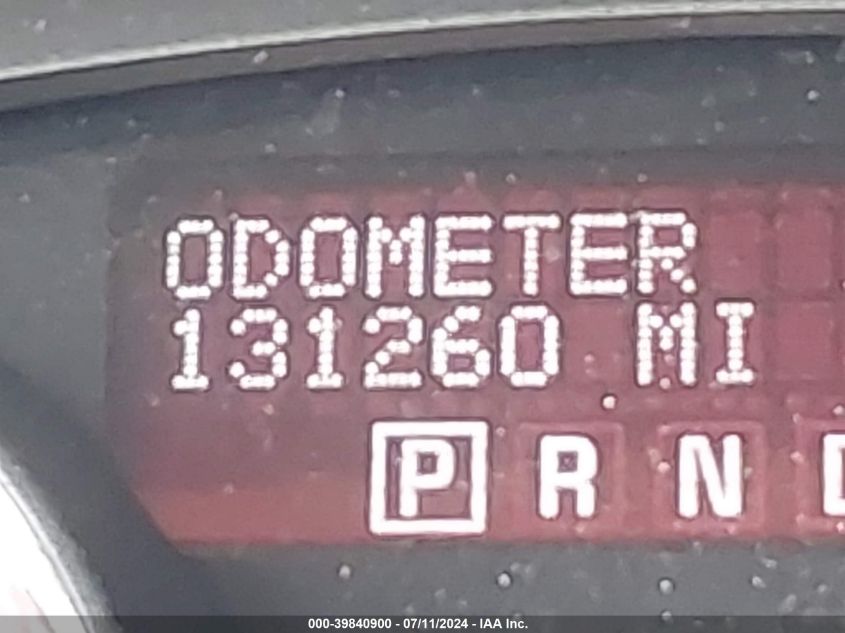 ODOMETER
131260 MI
P R N D
000-39840900 - 07/11/2024 - IAA Inc.